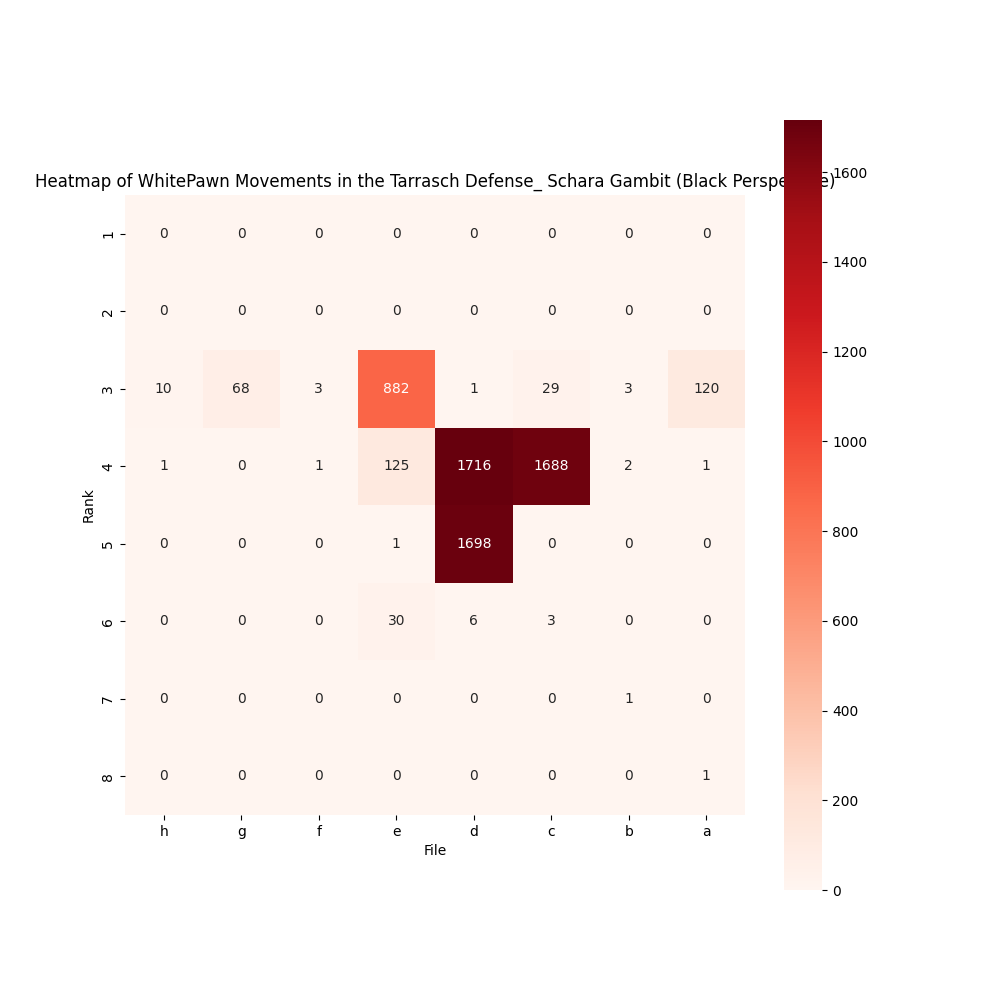 Heatmap of WhitePawn Movements in the Tarrasch Defense_ Schara Gambit (Black Perspe e)
1 0 0 0 0 0 0 0 0
2 0 0 0 0 0 0 0 0
3 10 68 3 882 1 29 3 120
4 1 0 1 125 1716 1688 2 1
5 0 0 0 1 1698 0 0 0
6 0 0 0 30 6 3 0 0
7 0 0 0 0 0 0 1 0
8 0 0 0 0 0 0 0 1
h g f e d c b a
File
Rank
1600
1400
1200
1000
800
600
400
200
0